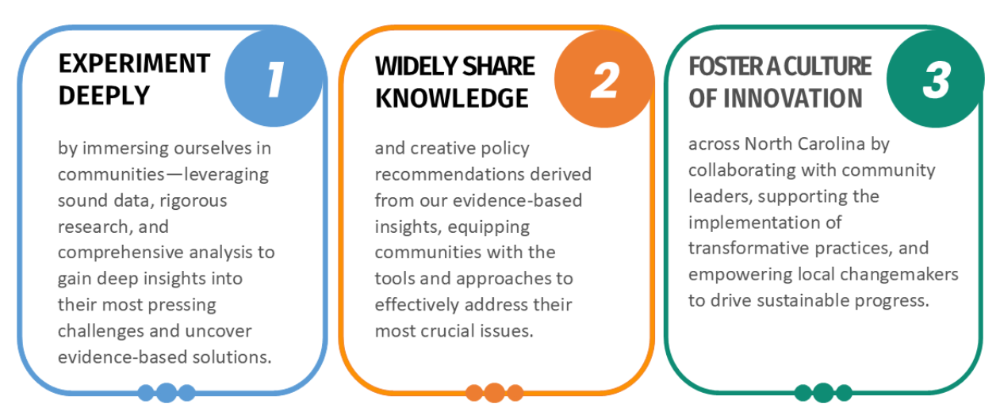 EXPERIMENT
DEEPLY
1
by immersing ourselves in
communities—leveraging
sound data, rigorous
research, and
comprehensive analysis to
gain deep insights into
their most pressing
challenges and uncover
evidence-based solutions.
WIDELY SHARE
KNOWLEDGE
2
and creative policy
recommendations derived
from our evidence-based
insights, equipping
communities with the
tools and approaches to
effectively address their
most crucial issues.
FOSTER A CULTURE
OF INNOVATION
3
across North Carolina by
collaborating with community
leaders, supporting the
implementation of
transformative practices, and
empowering local changemakers
to drive sustainable progress.